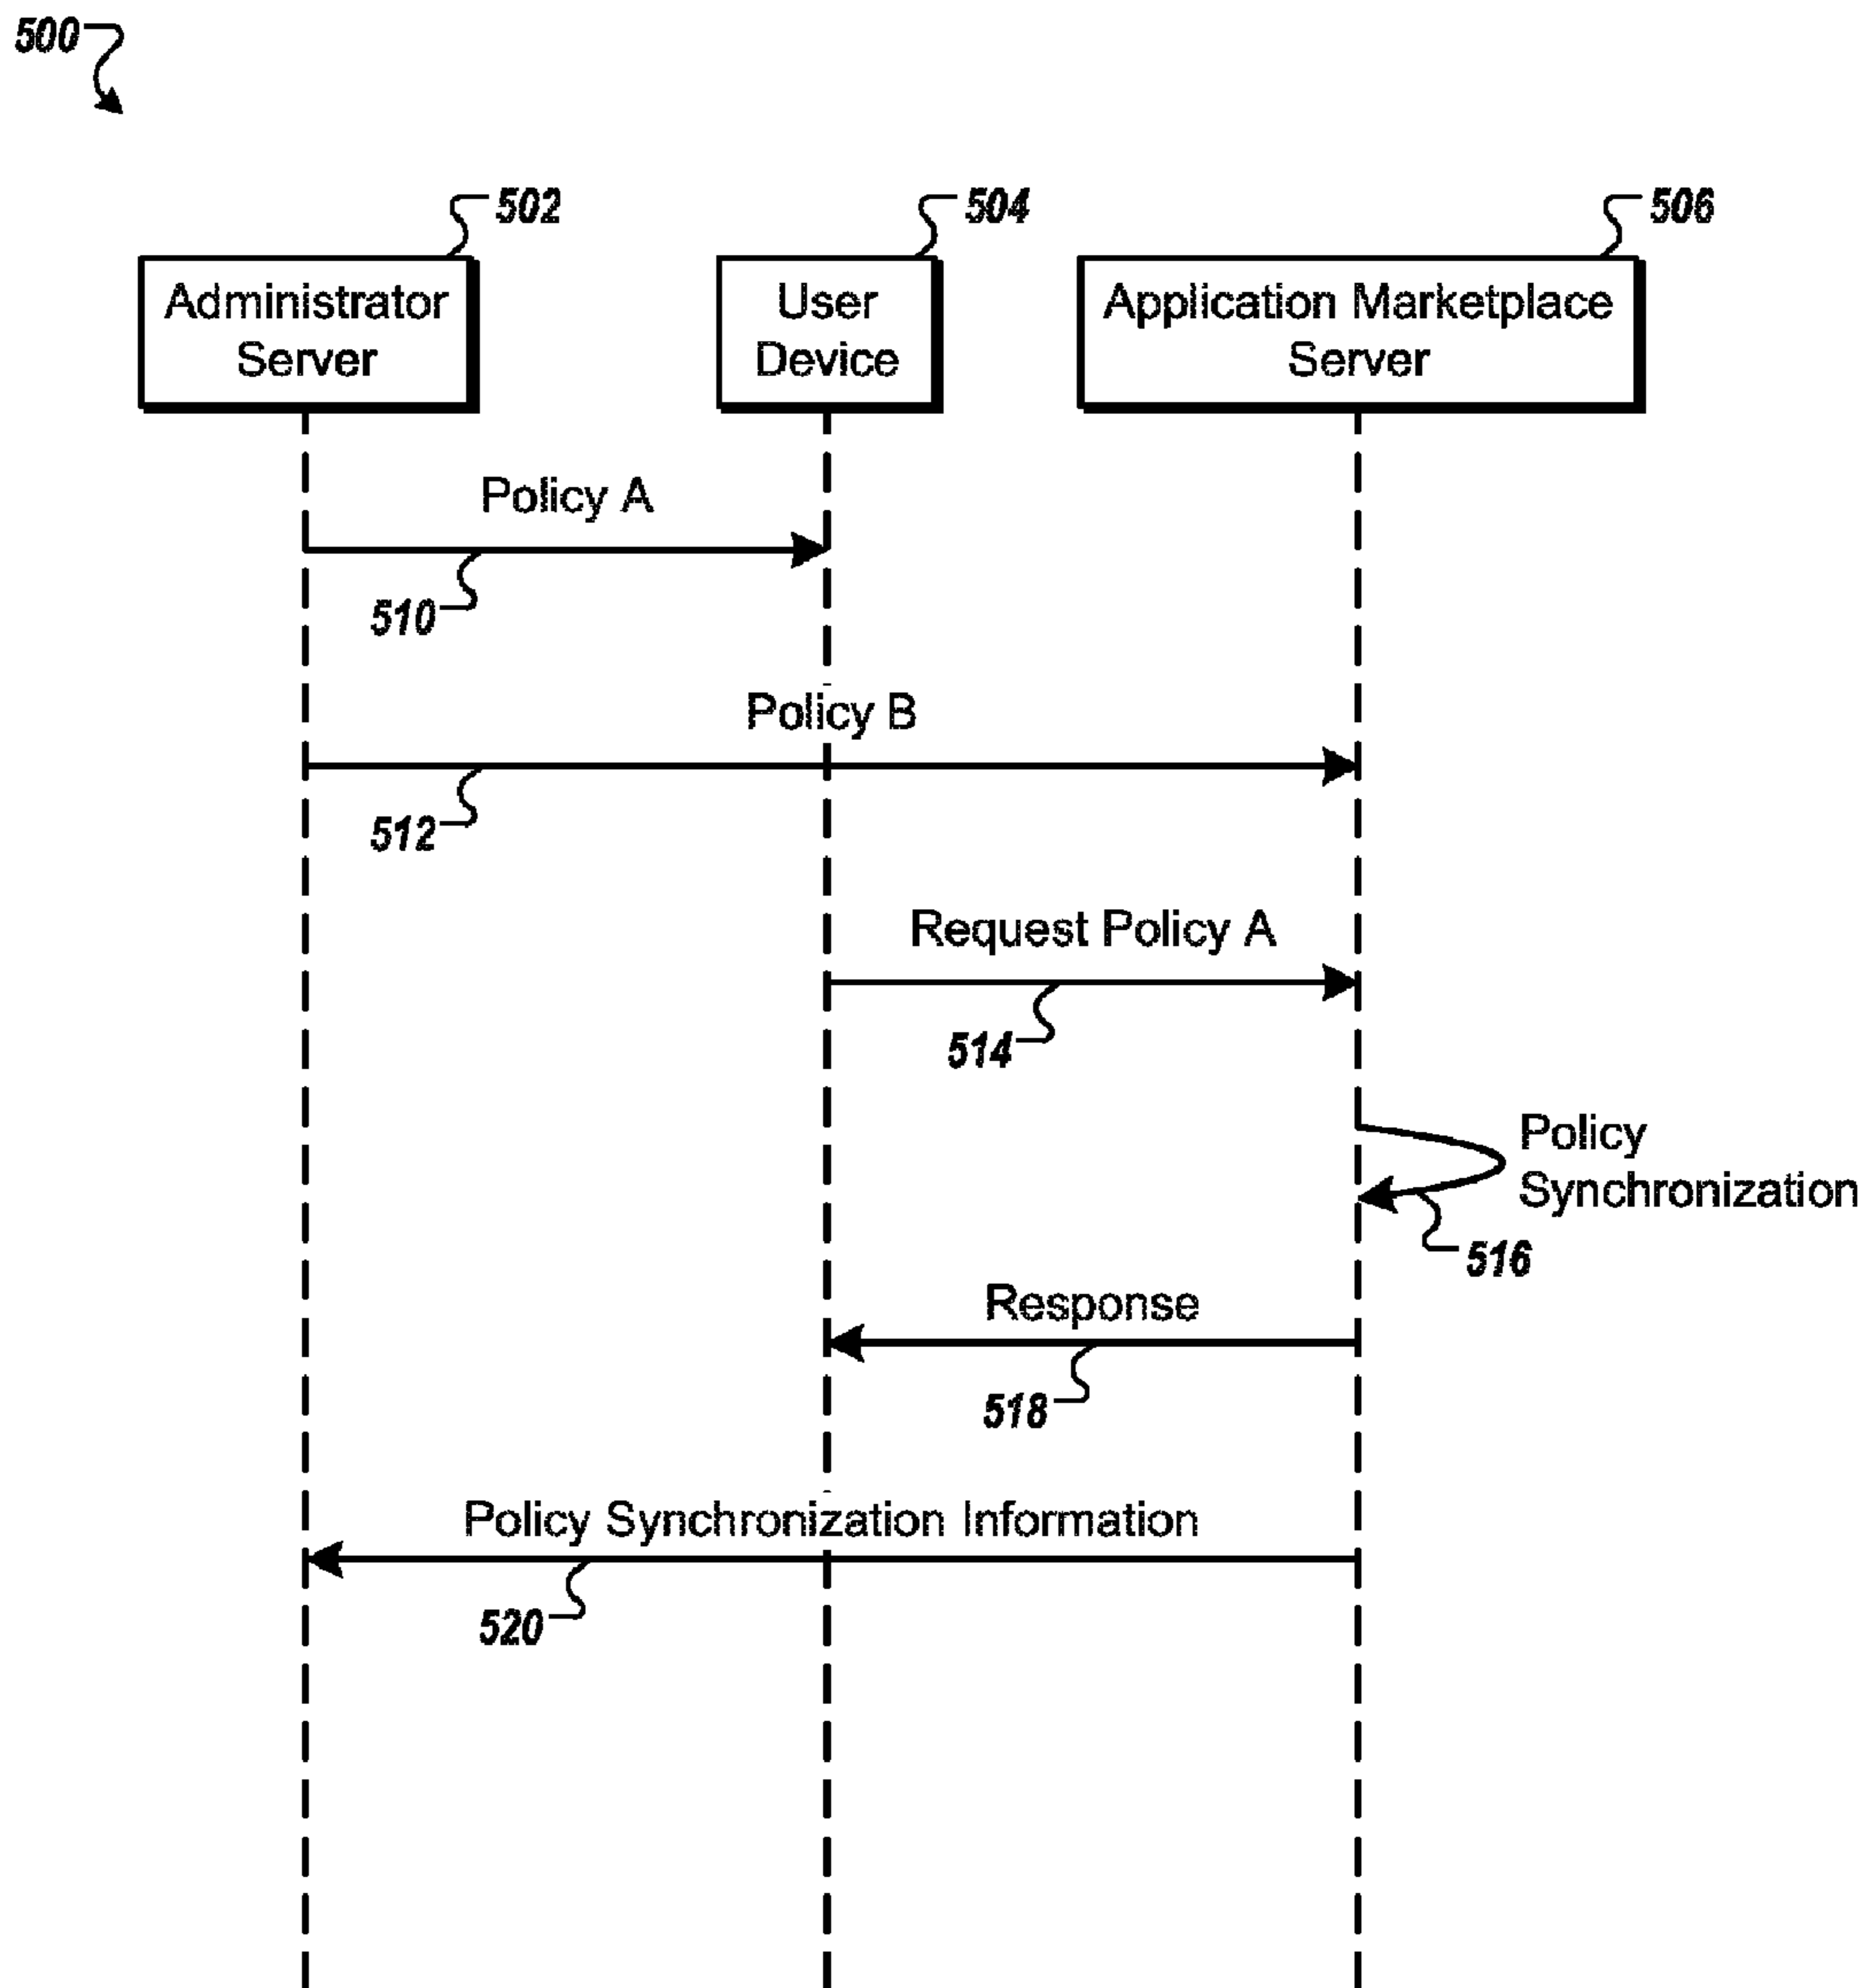 500
502
504
506
Administrator
Server
User
Device
Application Marketplace
Server
Policy A
510
Policy B
512
Request Policy A
514
Policy
Synchronization
516
Response
518
Policy Synchronization Information
520